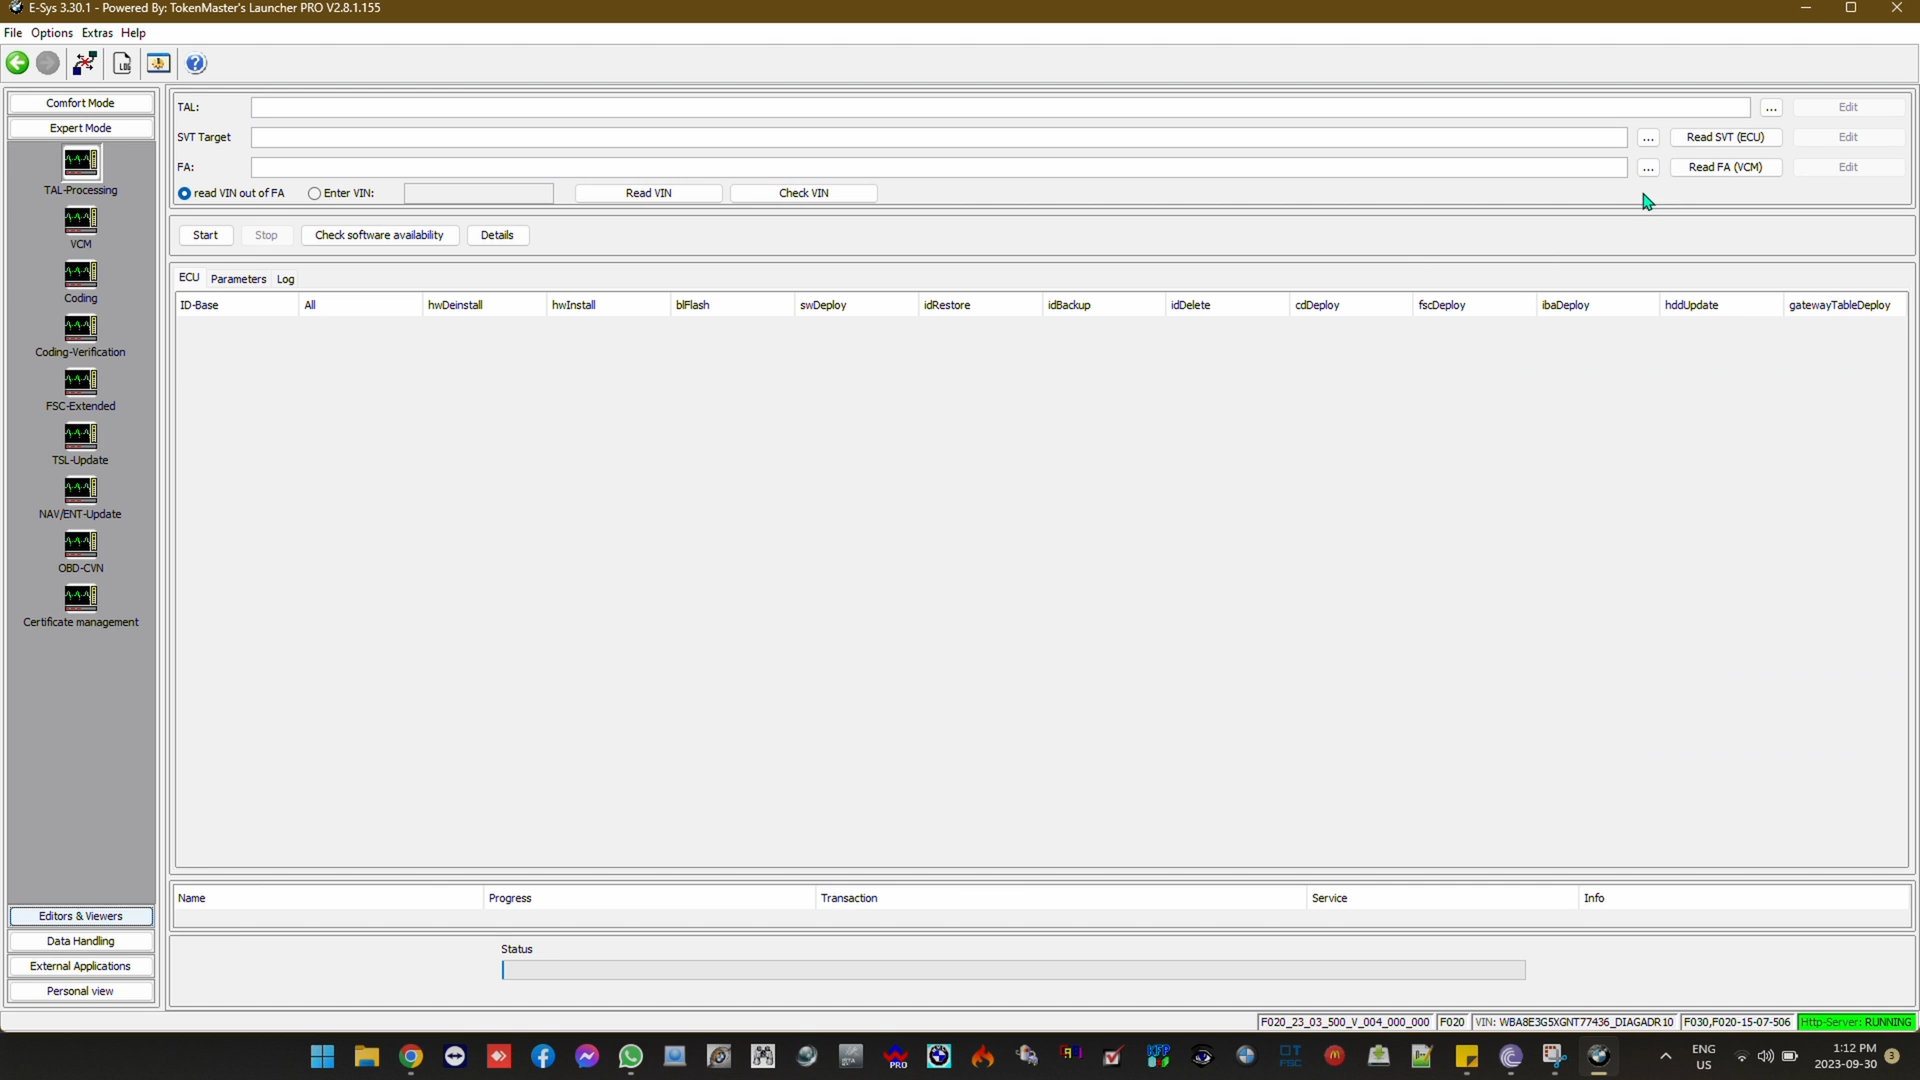 E-Sys 3.30.1 - Powered By: TokenMaster's Launcher PRO V2.8.1.155
File Options Extras Help
LOG
Comfort Mode
Expert Mode
TAL-Processing
VCM
Coding
Coding-Verification
FSC-Extended
TSL-Update
NAV/ENT-Update
OBD-CVN
Certificate management
Editors & Viewers
Data Handling
External Applications
Personal view
TAL: ... Edit
SVT Target ... Read SVT (ECU) Edit
FA: ... Read FA (VCM) Edit
read VIN out of FA Enter VIN: Read VIN Check VIN
Start Stop Check software availability Details
ECU Parameters Log
ID-Base All hwDeinstall hwInstall blFlash swDeploy idRestore idBackup idDelete cdDeploy fscDeploy ibaDeploy hddUpdate gatewayTableDeploy
Name Progress Transaction Service Info
Status
F020_23_03_500_V_004_000_000 F020 VIN: WBA8E3G5XGNT77436_DIAGADR10 F030,F020-15-07-506 Http-Server: RUNNING
PRO
ENG
US
1:12 PM
2023-09-30
3